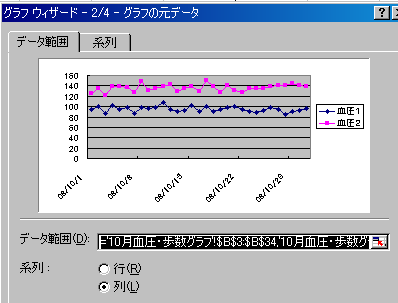 グラフ ウィザード - 2/4 - グラフの元データ
データ範囲
系列
160
140
120
100
80
60
40
20
0
08/10/1
08/10/8
08/10/15
08/10/22
08/10/29
血圧1
血圧2
データ範囲(D):
='10月血圧・歩数グラフ'!$B$3:$B$34,'10月血圧・歩数グ
系列 :
行(R)
列(L)